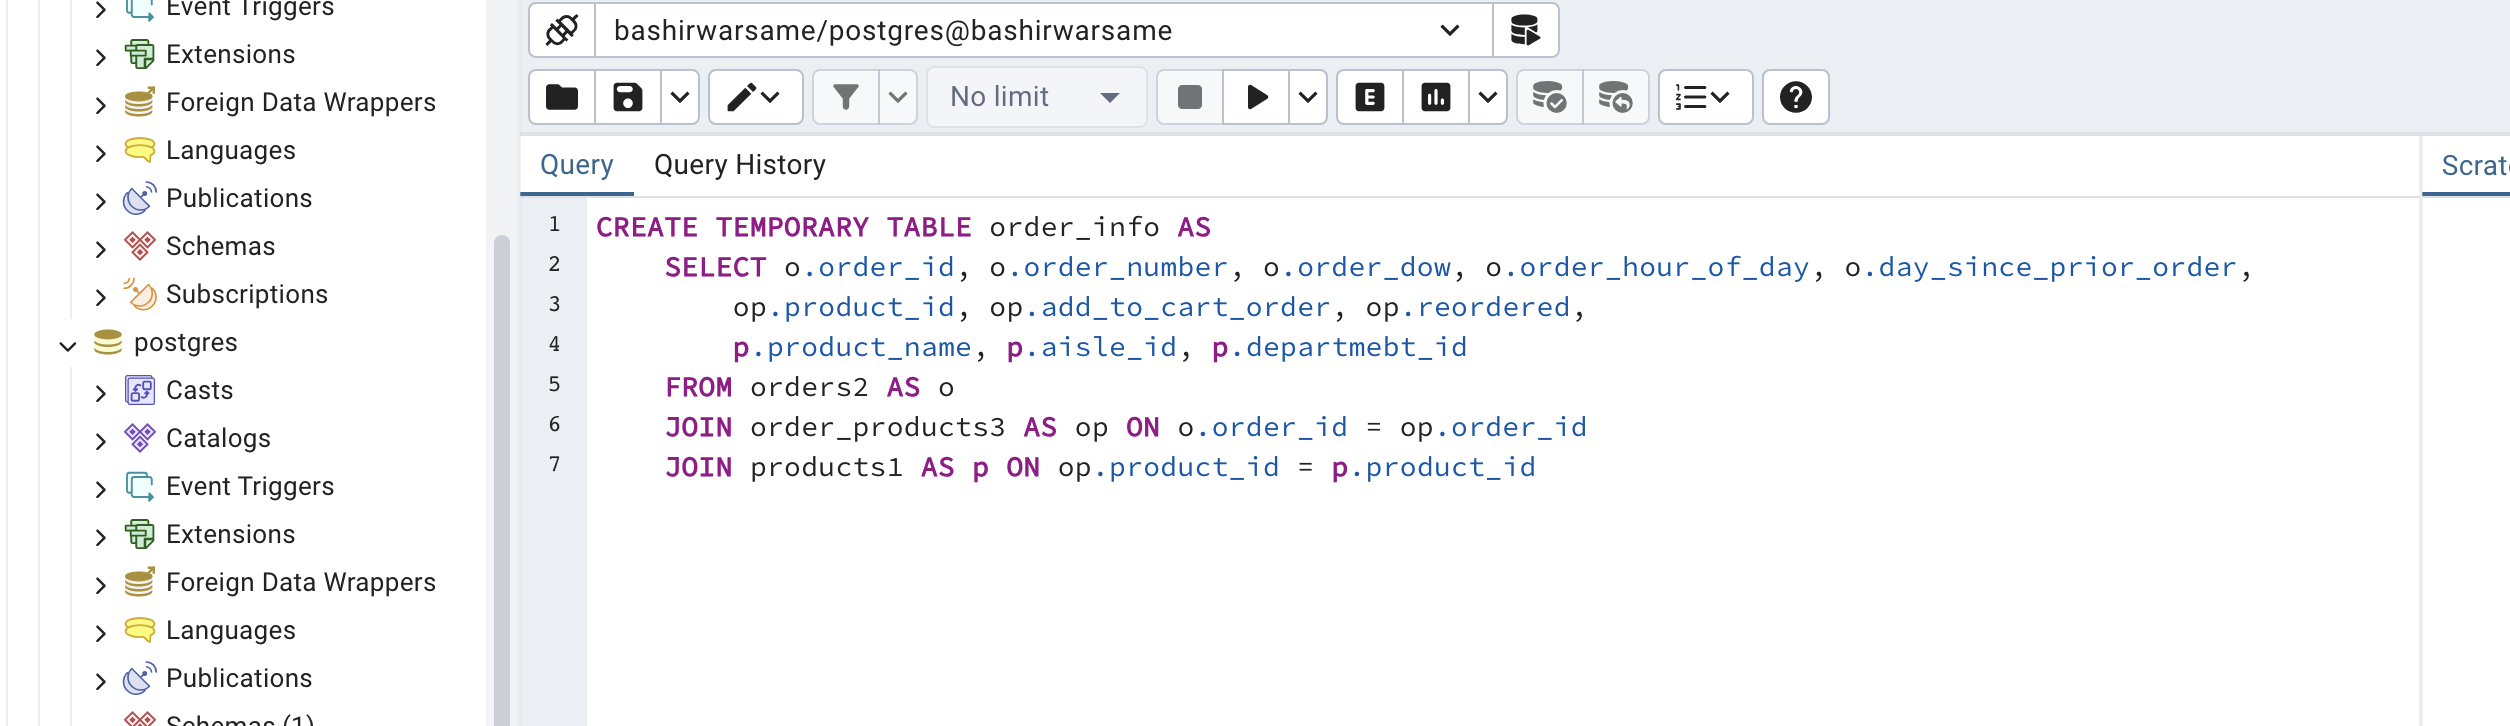 Event Triggers
Extensions
Foreign Data Wrappers
Languages
Publications
Schemas
Subscriptions
postgres
Casts
Catalogs
Event Triggers
Extensions
Foreign Data Wrappers
Languages
Publications
Schemas (1)
bashirwarsame/postgres@bashirwarsame
No limit
E
Query
Query History
Scrat
1 CREATE TEMPORARY TABLE order_info AS
2 SELECT o.order_id, o.order_number, o.order_dow, o.order_hour_of_day, o.day_since_prior_order,
3 op.product_id, op.add_to_cart_order, op.reordered,
4 p.product_name, p.aisle_id, p.departmebt_id
5 FROM orders2 AS o
6 JOIN order_products3 AS op ON o.order_id = op.order_id
7 JOIN products1 AS p ON op.product_id = p.product_id